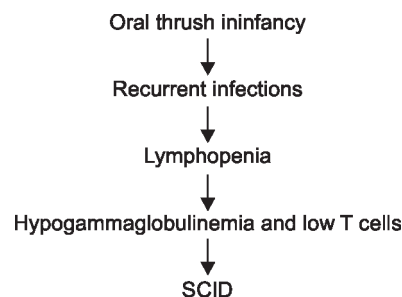 Oral thrush ininfancy
Recurrent infections
Lymphopenia
Hypogammaglobulinemia and low T cells
SCID